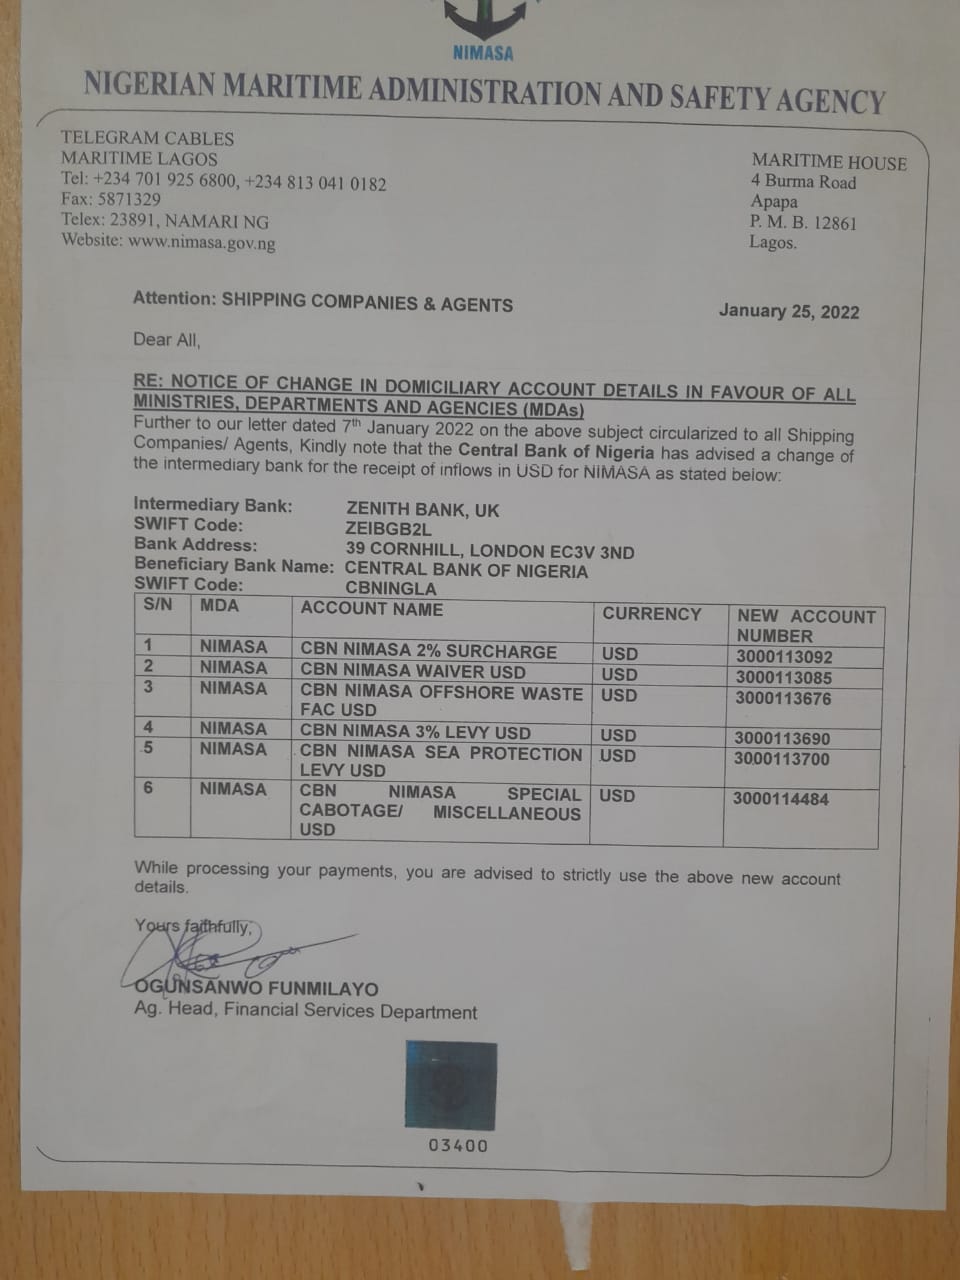 NIMASA
NIGERIAN MARITIME ADMINISTRATION AND SAFETY AGENCY
TELEGRAM CABLES
MARITIME LAGOS
Tel: +234 701 925 6800, +234 813 041 0182
Fax: 5871329
Telex: 23891, NAMARI NG
Website: www.nimasa.gov.ng
MARITIME HOUSE
4 Burma Road
Apapa
P. M. B. 12861
Lagos.
Attention: SHIPPING COMPANIES & AGENTS
January 25, 2022
Dear All,
RE: NOTICE OF CHANGE IN DOMICILIARY ACCOUNT DETAILS IN FAVOUR OF ALL
MINISTRIES, DEPARTMENTS AND AGENCIES (MDAs)
Further to our letter dated 7th January 2022 on the above subject circularized to all Shipping
Companies/ Agents, Kindly note that the Central Bank of Nigeria has advised a change of
the intermediary bank for the receipt of inflows in USD for NIMASA as stated below:
Intermediary Bank: ZENITH BANK, UK
SWIFT Code: ZEIBGB2L
Bank Address: 39 CORNHILL, LONDON EC3V 3ND
Beneficiary Bank Name: CENTRAL BANK OF NIGERIA
SWIFT Code: CBNINGLA
S/N MDA ACCOUNT NAME CURRENCY NEW ACCOUNT
NUMBER
1 NIMASA CBN NIMASA 2% SURCHARGE USD 3000113092
2 NIMASA CBN NIMASA WAIVER USD USD 3000113085
3 NIMASA CBN NIMASA OFFSHORE WASTE USD 3000113676
FAC USD
4 NIMASA CBN NIMASA 3% LEVY USD USD 3000113690
5 NIMASA CBN NIMASA SEA PROTECTION USD 3000113700
LEVY USD
6 NIMASA CBN NIMASA SPECIAL USD 3000114484
CABOTAGE/ MISCELLANEOUS
USD
While processing your payments, you are advised to strictly use the above new account
details.
Yours faithfully,
OGUNSANWO FUNMILAYO
Ag. Head, Financial Services Department
03400